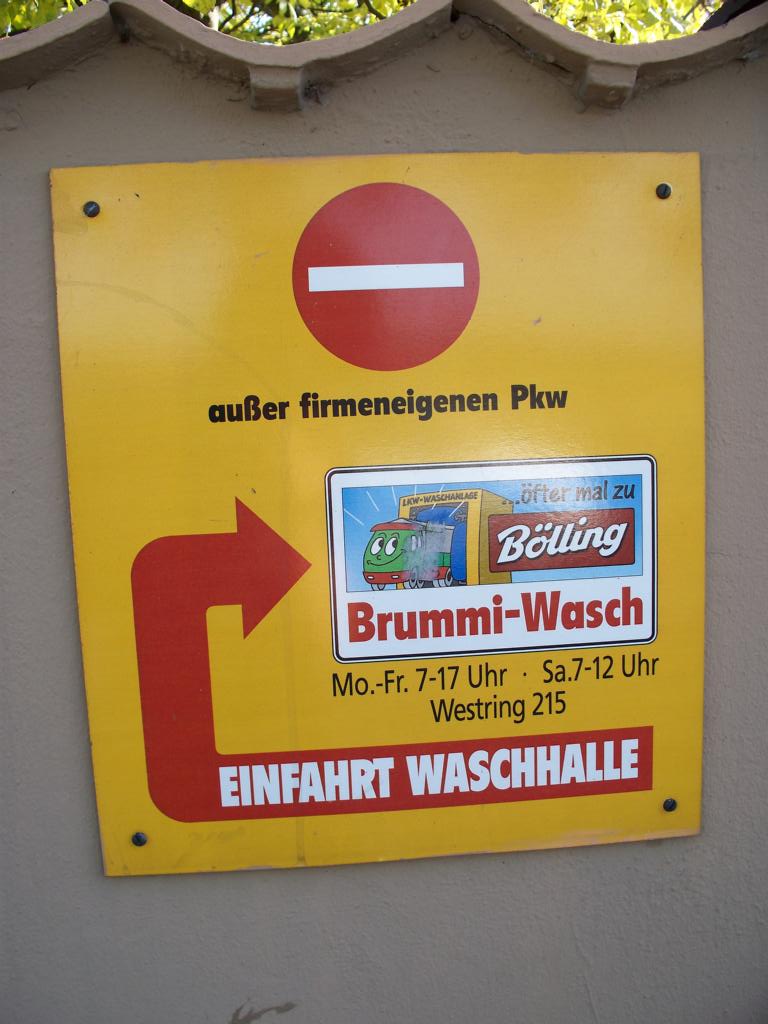 außer firmeneigenen Pkw
LKW-WASCHANLAGE
...öfter mal zu
Bölling
Brummi-Wasch
Mo.-Fr. 7-17 Uhr · Sa.7-12 Uhr
Westring 215
EINFAHRT WASCHHALLE